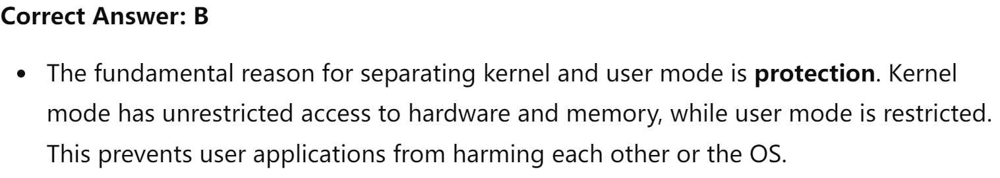 Correct Answer: B
• The fundamental reason for separating kernel and user mode is protection. Kernel
mode has unrestricted access to hardware and memory, while user mode is restricted.
This prevents user applications from harming each other or the OS.